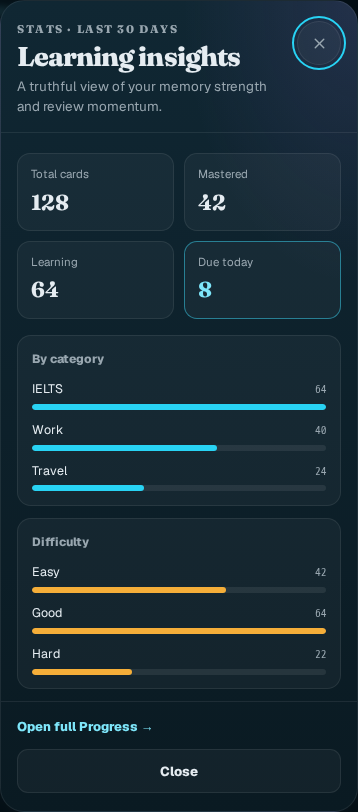 STATS · LAST 30 DAYS
Learning insights
A truthful view of your memory strength
and review momentum.
Total cards
128
Mastered
42
Learning
64
Due today
8
By category
IELTS 64
Work 40
Travel 24
Difficulty
Easy 42
Good 64
Hard 22
Open full Progress →
Close